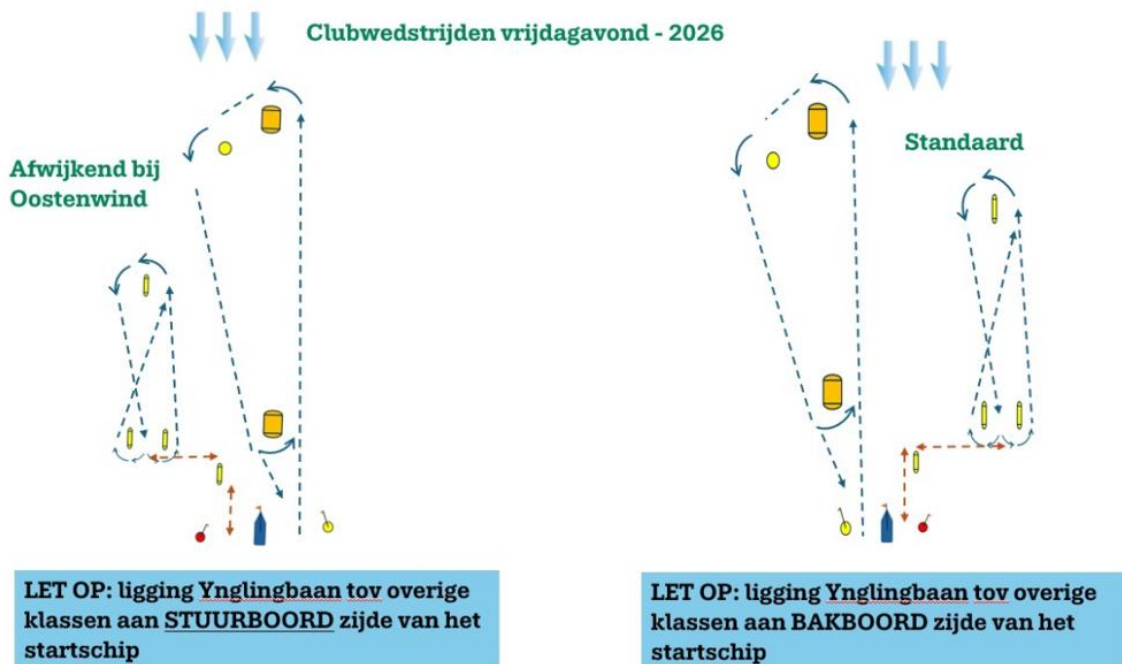 Clubwedstrijden vrijdagavond - 2026
Afwijkend bij
Oostenwind
Standaard
LET OP: ligging Ynglingbaan tov overige
klassen aan STUURBOORD zijde van het
startschip
LET OP: ligging Ynglingbaan tov overige
klassen aan BAKBOORD zijde van het
startschip